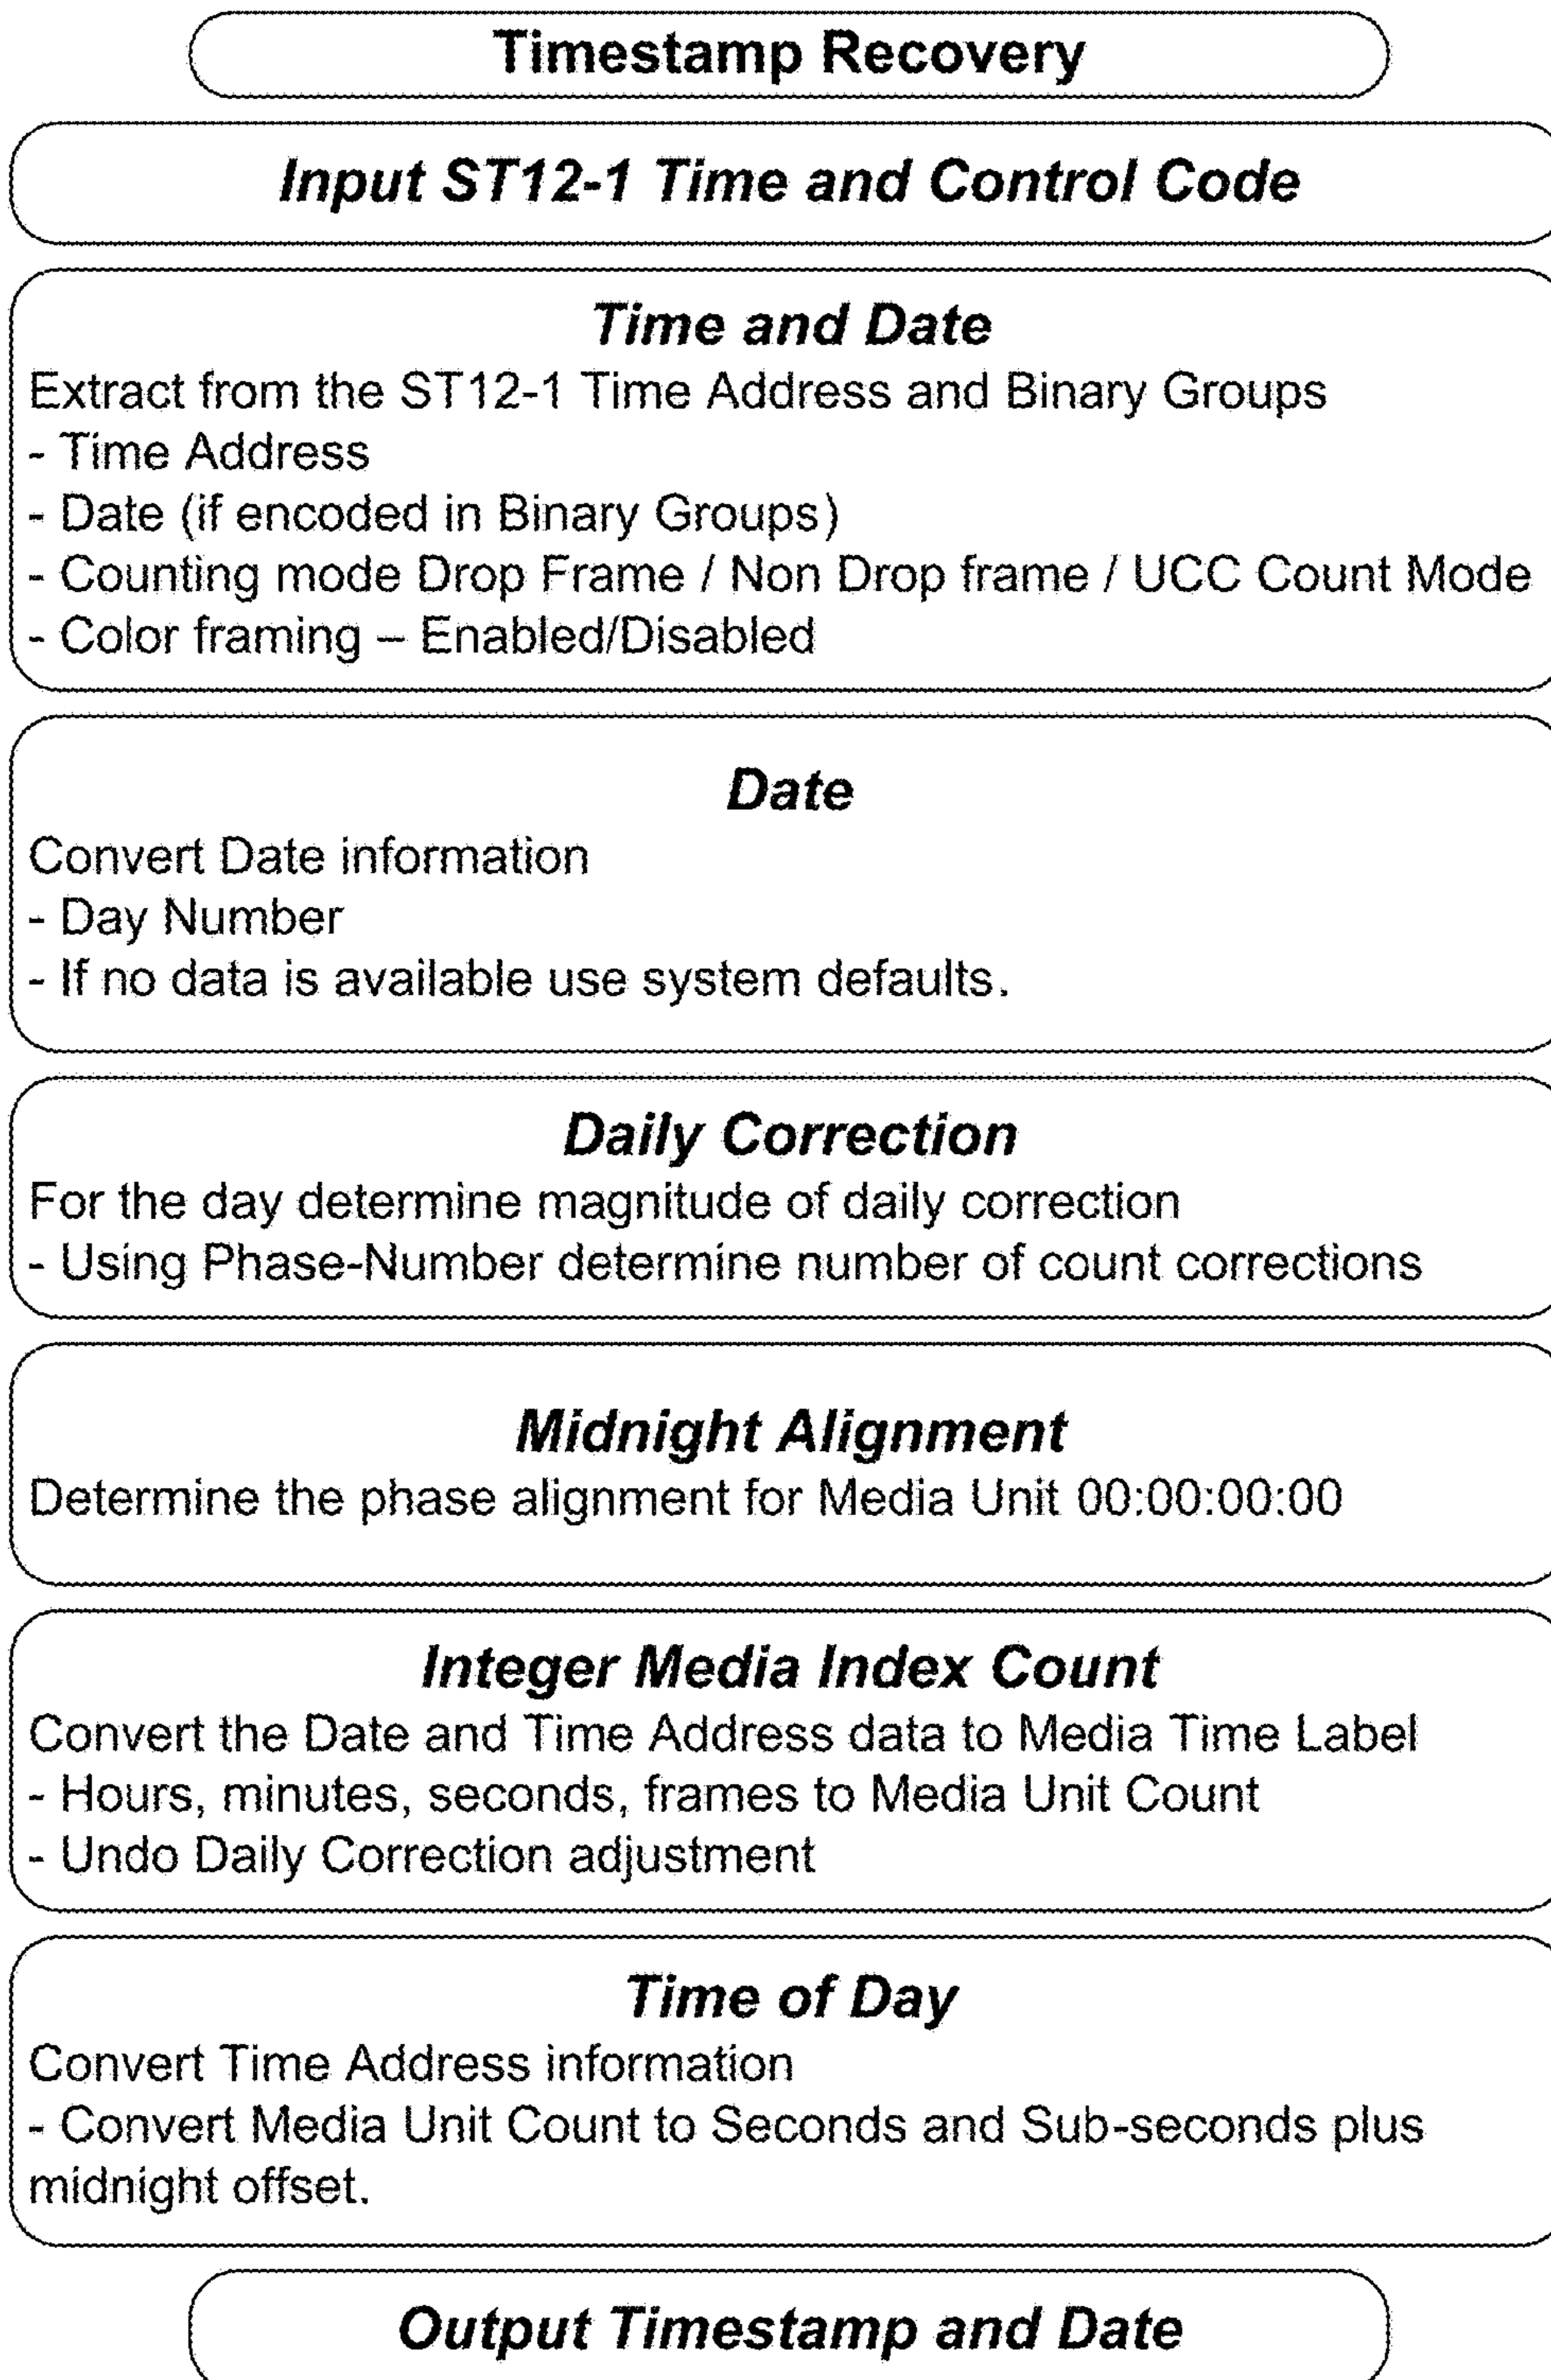 Timestamp Recovery
Input ST12-1 Time and Control Code
Time and Date
Extract from the ST12-1 Time Address and Binary Groups
- Time Address
- Date (if encoded in Binary Groups)
- Counting mode Drop Frame / Non Drop frame / UCC Count Mode
- Color framing – Enabled/Disabled
Date
Convert Date information
- Day Number
- If no data is available use system defaults.
Daily Correction
For the day determine magnitude of daily correction
- Using Phase-Number determine number of count corrections
Midnight Alignment
Determine the phase alignment for Media Unit 00:00:00:00
Integer Media Index Count
Convert the Date and Time Address data to Media Time Label
- Hours, minutes, seconds, frames to Media Unit Count
- Undo Daily Correction adjustment
Time of Day
Convert Time Address information
- Convert Media Unit Count to Seconds and Sub-seconds plus
midnight offset.
Output Timestamp and Date